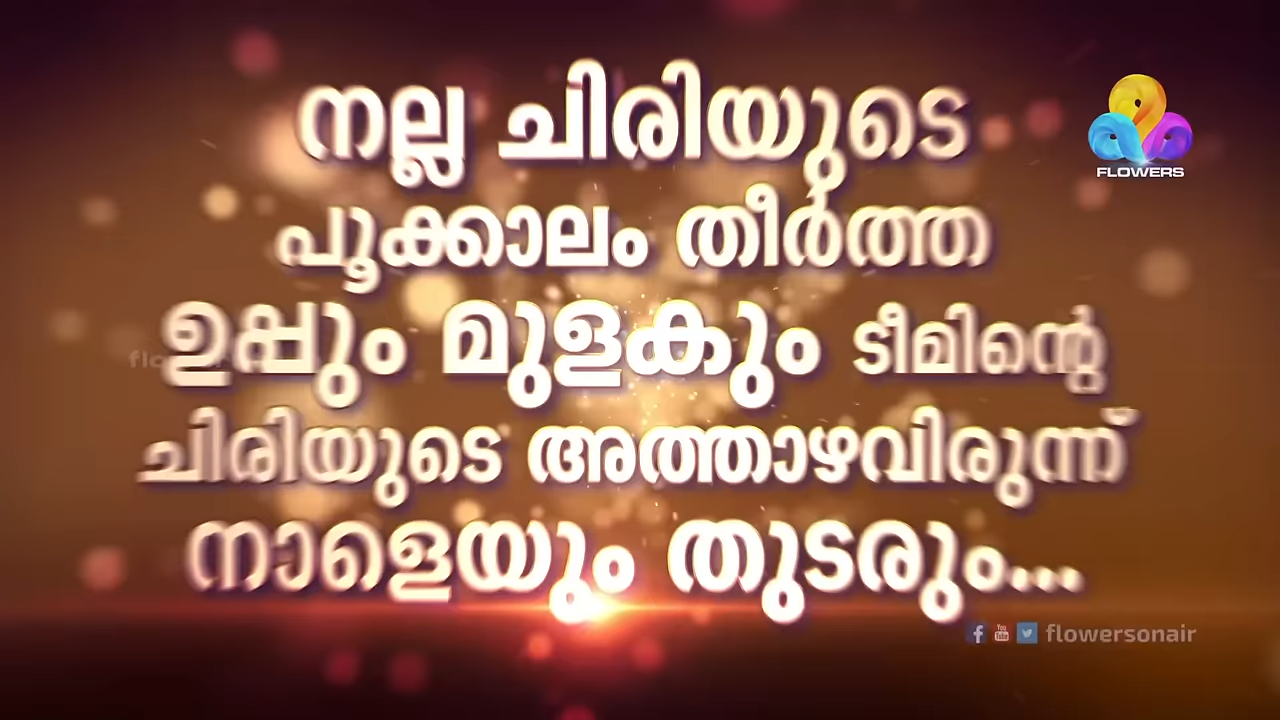 നല്ല ചിരിയുടെ
FLOWERS
പൂക്കാലം തീർത്ത
ഉപ്പും മുളകും ടീമിന്റെ
ചിരിയുടെ അത്താഴവിരുന്ന്
നാളെയും തുടരും...
flowersonair